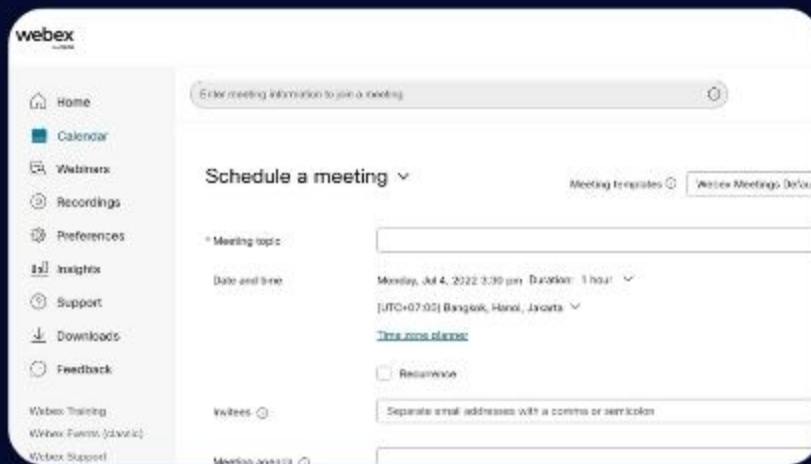 webex
Home
Calendar
Webinars
Recordings
Preferences
Insights
Support
Downloads
Feedback
Webex Training
Webex Events (classic)
Webex Support
Enter meeting information to join a meeting
Schedule a meeting
Meeting templates
Webex Meetings Defau
* Meeting topic
Date and time
Monday, Jul 4, 2022 3:30 pm Duration: 1 hour
(UTC+07:00) Bangkok, Hanoi, Jakarta
Time zone planner
Recurrence
Invitees
Separate email addresses with a comma or semicolon
Meeting agenda